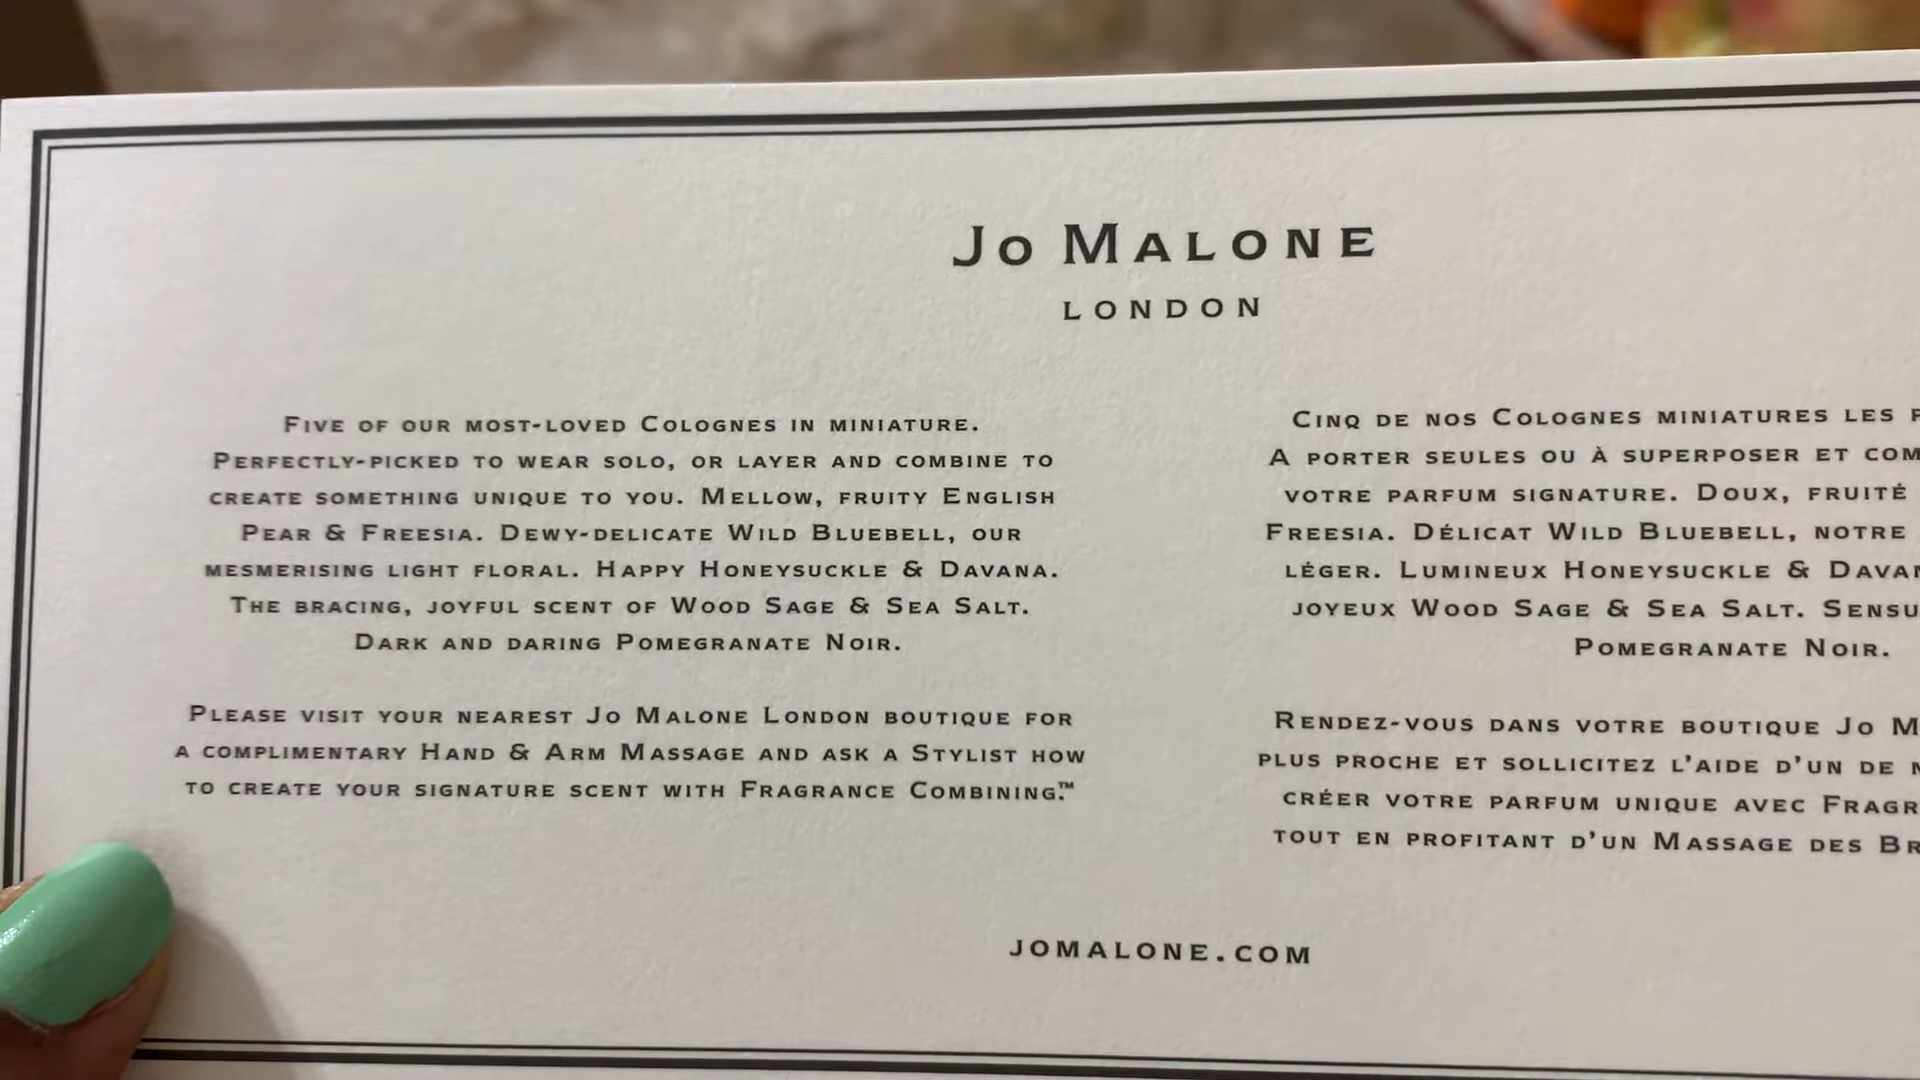 Jo Malone
LONDON
Five of our most-loved Colognes in miniature.
Perfectly-picked to wear solo, or layer and combine to
create something unique to you. Mellow, fruity English
Pear & Freesia. Dewy-delicate Wild Bluebell, our
mesmerising light floral. Happy Honeysuckle & Davana.
The bracing, joyful scent of Wood Sage & Sea Salt.
Dark and daring Pomegranate Noir.
Please visit your nearest Jo Malone London boutique for
a complimentary Hand & Arm Massage and ask a Stylist how
to create your signature scent with Fragrance Combining.™
Cinq de nos Colognes miniatures les
A porter seules ou à superposer et
votre parfum signature. Doux, fruité
Freesia. Délicat Wild Bluebell, notre
léger. Lumineux Honeysuckle &
joyeux Wood Sage & Sea Salt.
Pomegranate Noir.
Rendez-vous dans votre boutique Jo
plus proche et sollicitez l'aide d'un de
créer votre parfum unique avec
tout en profitant d'un Massage des
jomalone.com